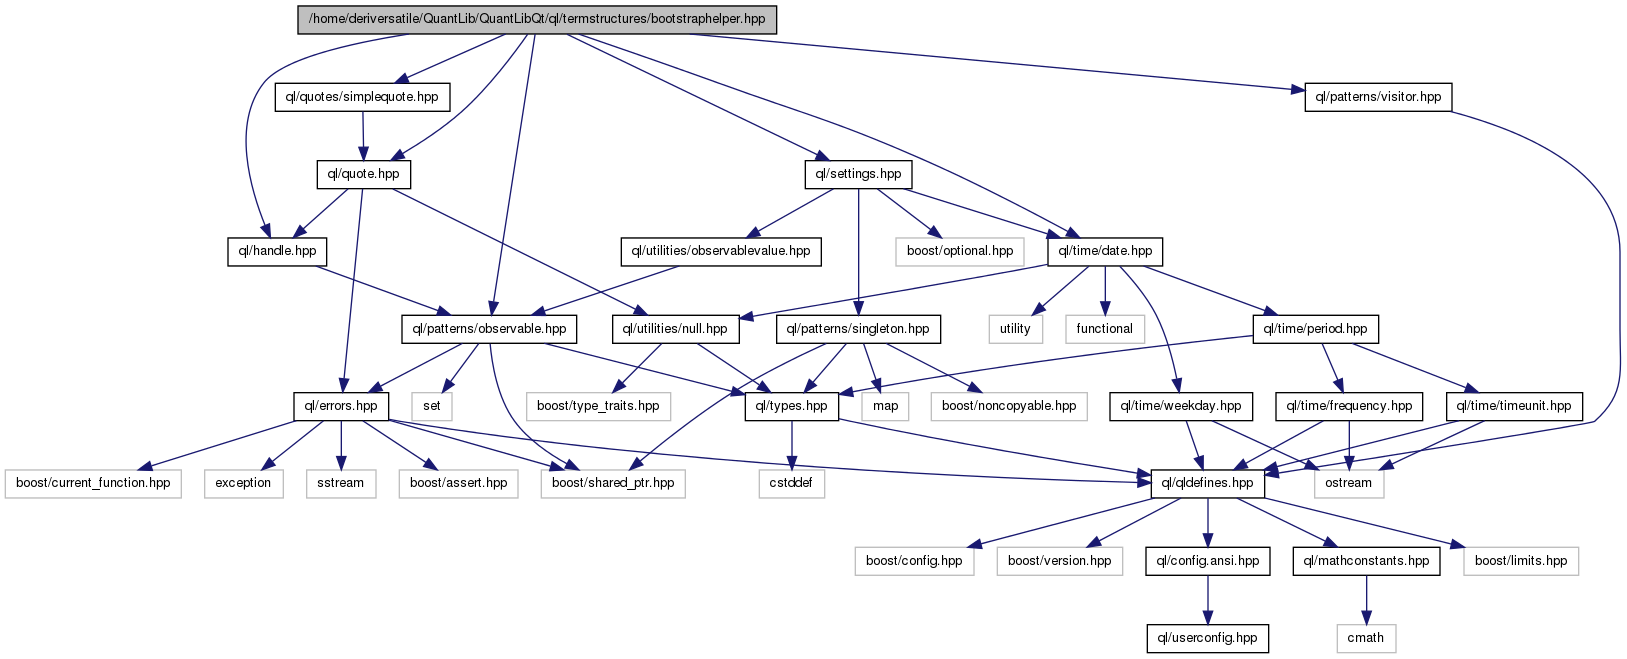 /home/deriversatile/QuantLib/QuantLibQt/ql/termstructures/bootstraphelper.hpp
ql/quotes/simplequote.hpp
ql/patterns/visitor.hpp
ql/quote.hpp
ql/settings.hpp
ql/handle.hpp
ql/utilities/observablevalue.hpp
boost/optional.hpp
ql/time/date.hpp
ql/patterns/observable.hpp
ql/utilities/null.hpp
ql/patterns/singleton.hpp
utility
functional
ql/time/period.hpp
ql/errors.hpp
set
boost/type_traits.hpp
ql/types.hpp
map
boost/noncopyable.hpp
ql/time/weekday.hpp
ql/time/frequency.hpp
ql/time/timeunit.hpp
boost/current_function.hpp
exception
sstream
boost/assert.hpp
boost/shared_ptr.hpp
cstddef
ql/qldefines.hpp
ostream
boost/config.hpp
boost/version.hpp
ql/config.ansi.hpp
ql/mathconstants.hpp
boost/limits.hpp
ql/userconfig.hpp
cmath